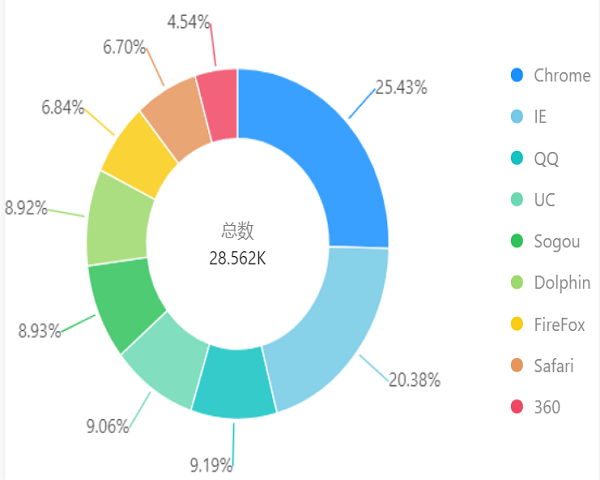 4.54%
6.70%
25.43%
6.84%
8.92%
总数
28.562K
8.93%
20.38%
9.06%
9.19%
Chrome
IE
QQ
UC
Sogou
Dolphin
FireFox
Safari
360